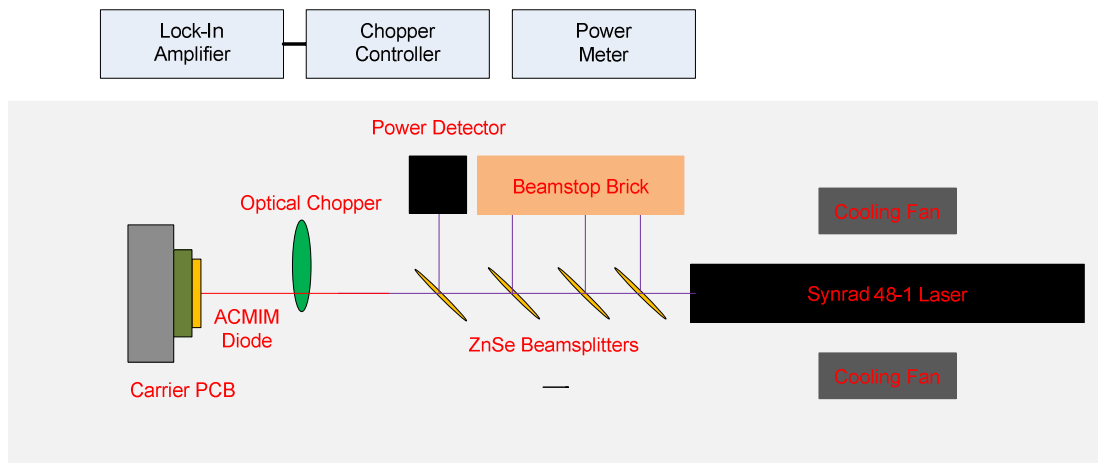 Lock-In
Amplifier
Chopper
Controller
Power
Meter
Power Detector
Beamstop Brick
Optical Chopper
Cooling Fan
Synrad 48-1 Laser
ACMIM
Diode
ZnSe Beamsplitters
Cooling Fan
Carrier PCB